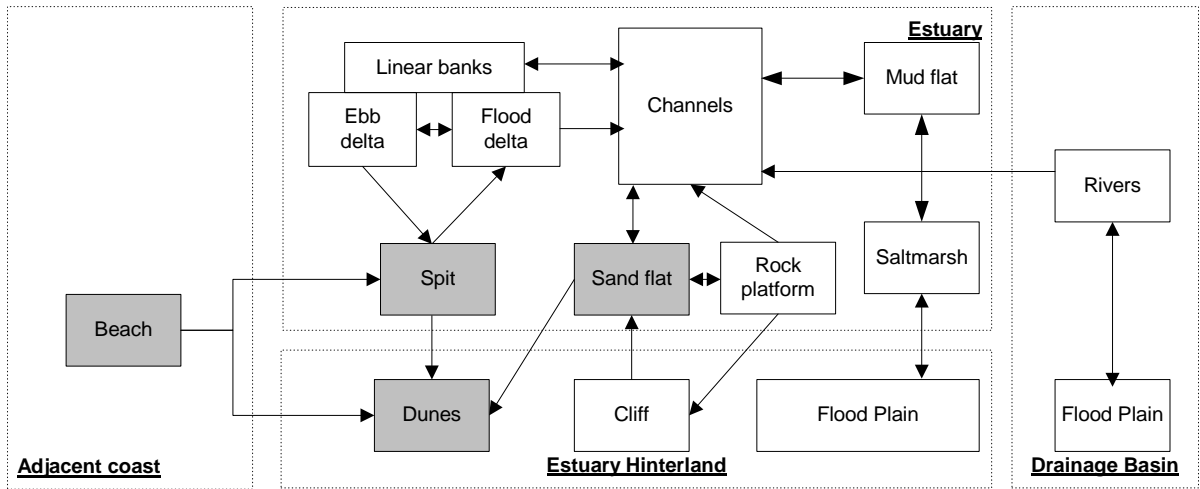 Estuary
Linear banks
Channels
Mud flat
Ebb
delta
Flood
delta
Rivers
Spit
Sand flat
Rock
platform
Saltmarsh
Beach
Dunes
Cliff
Flood Plain
Flood Plain
Adjacent coast
Estuary Hinterland
Drainage Basin